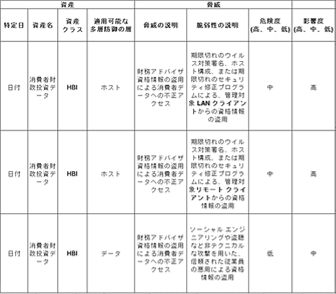 資産
脅威
特定日
資産名
資産
クラス
適用可能な
多層防御の層
脅威の説明
脆弱性の説明
危険度
(高、中、低)
影響度
(高、中、低)
日付
消費者財
務投資デ
ータ
HBI
ホスト
財務アドバイザ
資格情報の盗用
による消費者デ
ータへの不正ア
クセス
期限切れのウイル
ス対策署名、ホス
ト構成、または期
限切れのセキュリ
ティ修正プログラ
ムによる、管理対
象 LAN クライアン
トからの資格情報
の盗用
中
高
日付
消費者財
務投資デ
ータ
HBI
ホスト
財務アドバイザ
資格情報の盗用
による消費者デ
ータへの不正ア
クセス
期限切れのウイル
ス対策署名、ホス
ト構成、または期
限切れのセキュリ
ティ修正プログラ
ムによる、管理対
象リモート クライ
アントからの資格
情報の盗用
中
高
日付
消費者財
務投資デ
ータ
HBI
データ
財務アドバイザ
資格情報の盗用
による消費者デ
ータへの不正ア
クセス
ソーシャル エンジ
ニアリングや盗聴
など非テクニカル
な攻撃を用いた、
信頼された従業員
の悪用による資格
情報の盗用
低
中